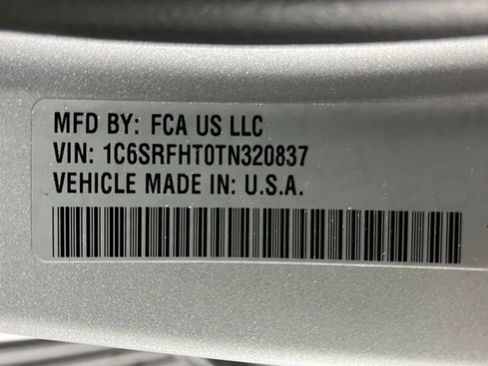 MFD BY: FCA US LLC
VIN: 1C6SRFHT0TN320837
VEHICLE MADE IN: U.S.A.